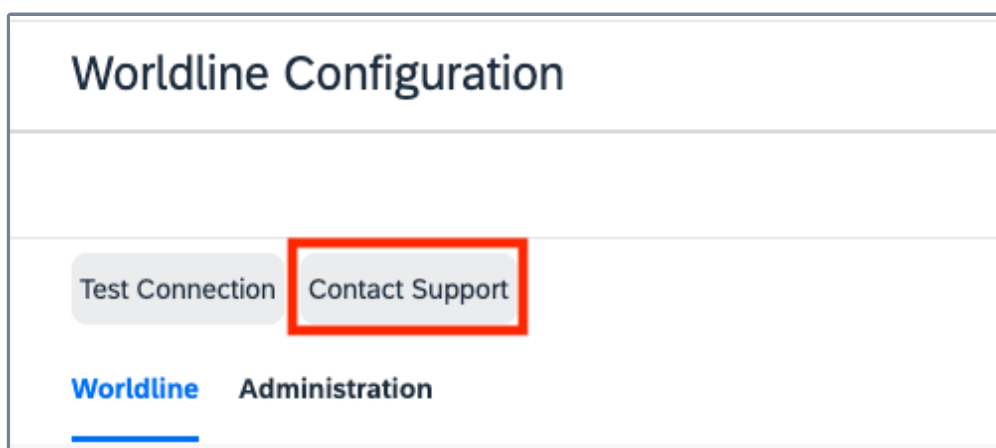 Worldline Configuration
Test Connection Contact Support
Worldline Administration